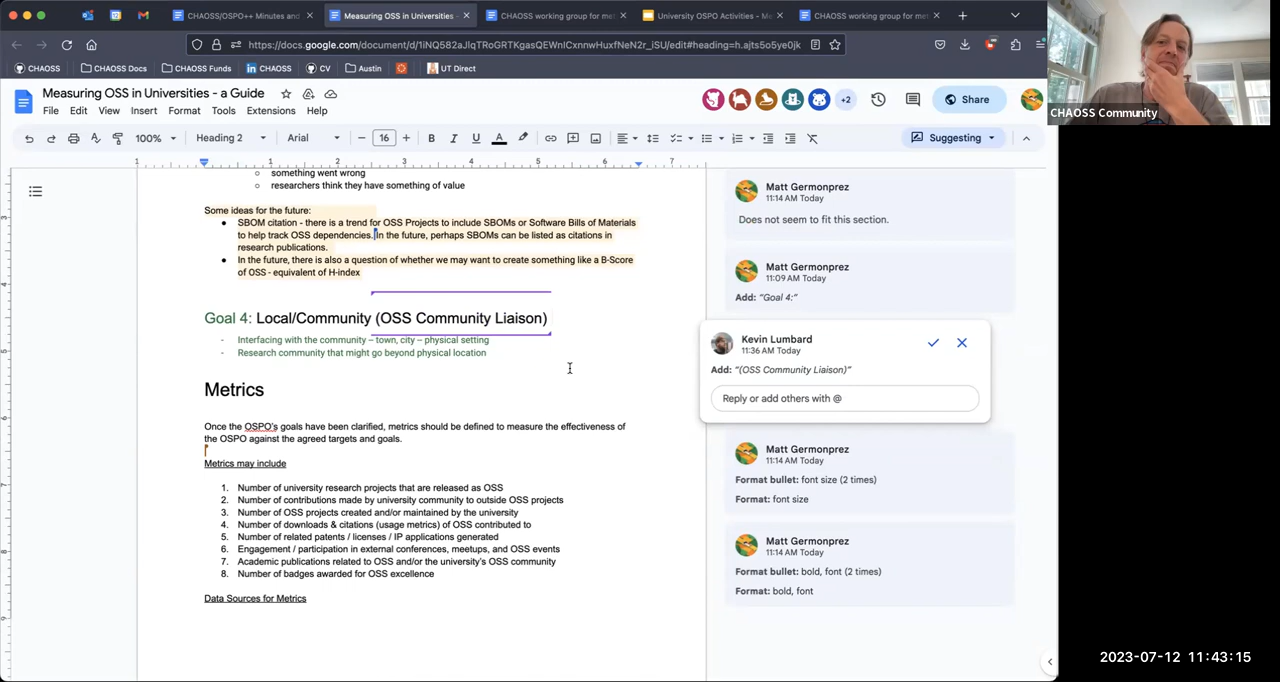 CHAOSS/OSPO++ Minutes and
Measuring OSS in Universities -
CHAOSS working group for me
University OSPO Activities - Me
CHAOSS working group for me
https://docs.google.com/document/d/
CHAOSS
CHAOSS Docs
CHAOSS Funds
CHAOSS
CV
Austin
UT Direct
CHAOSS Community
Measuring OSS in Universities - a Guide
File Edit View Insert Format Tools Extensions Help
+2
Share
100%
Heading 2
Arial
16
Suggesting
1 1 2 3 4 5 6 7
something went wrong
researchers think they have something of value
Some ideas for the future:
SBOM citation - there is a trend for OSS Projects to include SBOMs or Software Bills of Materials
to help track OSS dependencies. In the future, perhaps SBOMs can be listed as citations in
research publications.
In the future, there is also a question of whether we may want to create something like a B-Score
of OSS - equivalent of H-index
Goal 4: Local/Community (OSS Community Liaison)
- Interfacing with the community – town, city – physical setting
- Research community that might go beyond physical location
Metrics
Once the OSPO's goals have been clarified, metrics should be defined to measure the effectiveness of
the OSPO against the agreed targets and goals.
Metrics may include
1. Number of university research projects that are released as OSS
2. Number of contributions made by university community to outside OSS projects
3. Number of OSS projects created and/or maintained by the university
4. Number of downloads & citations (usage metrics) of OSS contributed to
5. Number of related patents / licenses / IP applications generated
6. Engagement / participation in external conferences, meetups, and OSS events
7. Academic publications related to OSS and/or the university's OSS community
8. Number of badges awarded for OSS excellence
Data Sources for Metrics
Matt Germonprez
11:14 AM Today
Does not seem to fit this section.
Matt Germonprez
11:09 AM Today
Add: "Goal 4:"
Kevin Lumbard
11:36 AM Today
Add: "(OSS Community Liaison)"
Reply or add others with @
Matt Germonprez
11:14 AM Today
Format bullet: font size (2 times)
Format: font size
Matt Germonprez
11:14 AM Today
Format bullet: bold, font (2 times)
Format: bold, font
2023-07-12 11:43:15